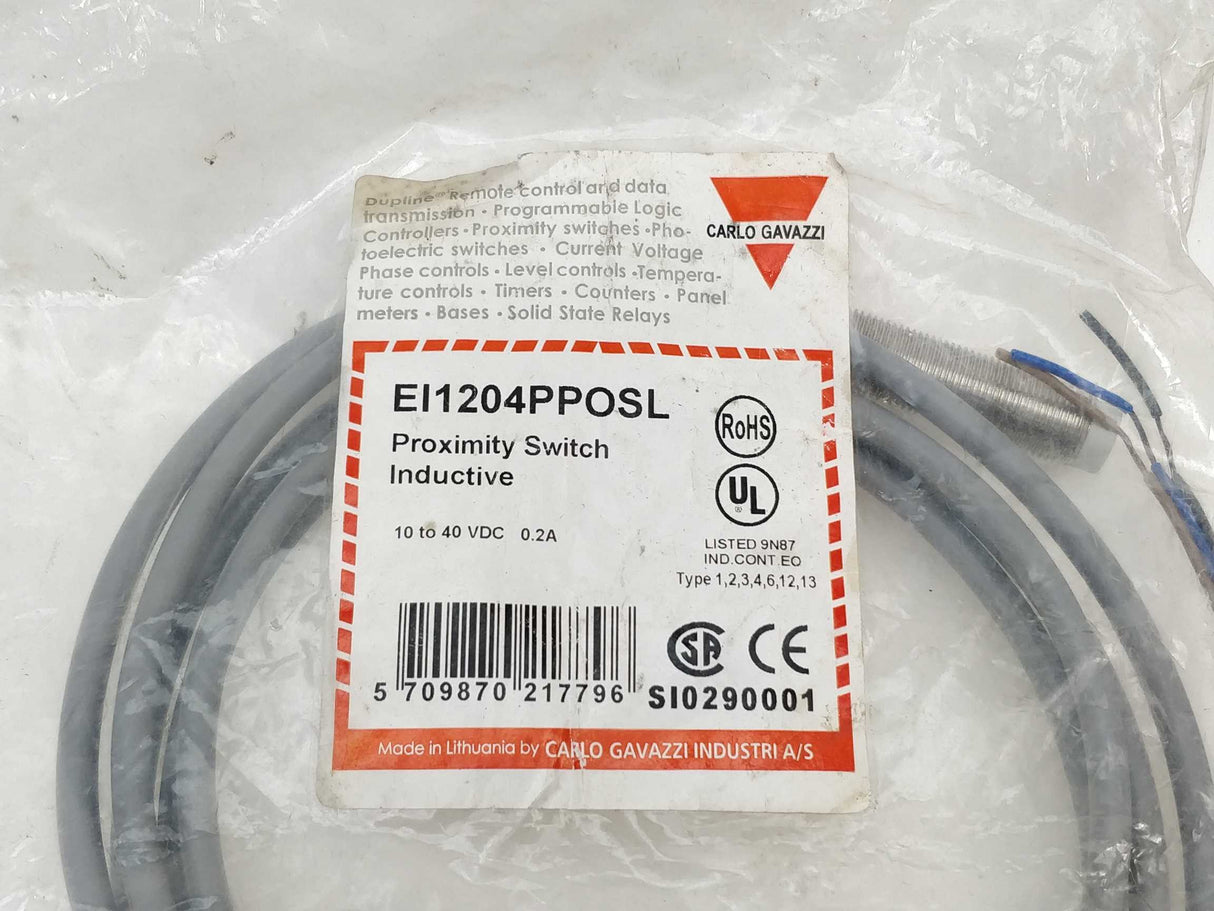 Dupline® Remote control and data
transmission • Programmable Logic
Controllers • Proximity switches • Pho-
toelectric switches • Current Voltage
Phase controls • Level controls • Tempera-
ture controls • Timers • Counters • Panel
meters • Bases • Solid State Relays
CARLO GAVAZZI
EI1204PPOSL
Proximity Switch
Inductive
10 to 40 VDC 0.2A
RoHS
UL
®
LISTED 9N87
IND.CONT.EQ
Type 1,2,3,4,6,12,13
SA CE
5 709870 217796
SI0290001
Made in Lithuania by CARLO GAVAZZI INDUSTRI A/S